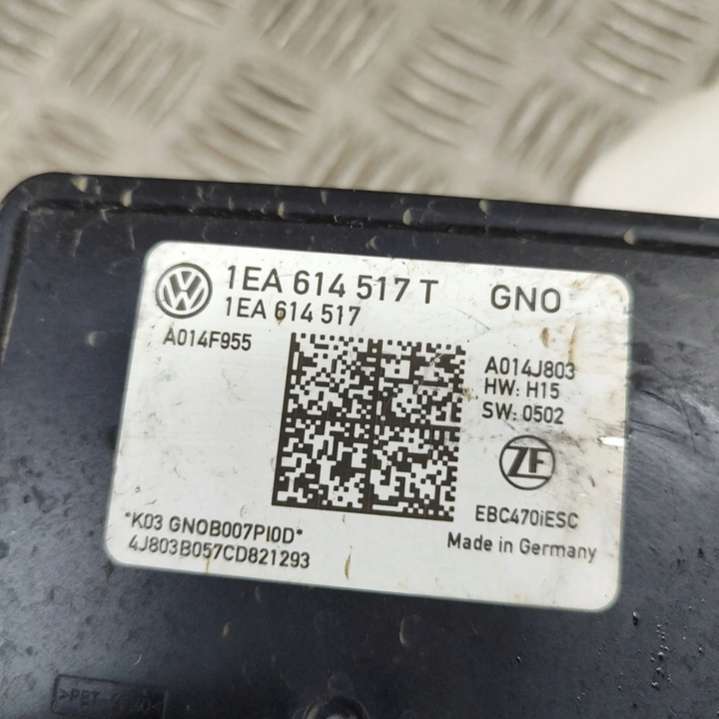 1EA 614 517 T GNO
1EA 614 517
A014F955
A014J803
HW: H15
SW: 0502
ZF
EBC470iESC
Made in Germany
*K03 GNOB007PI0D*
4J803B057CD821293